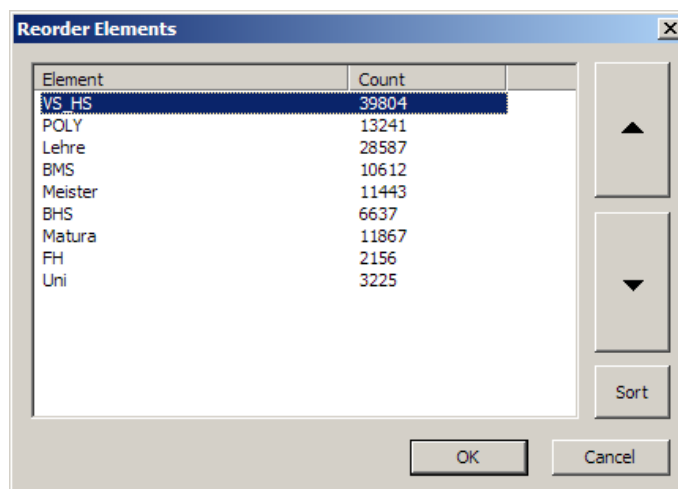 Reorder Elements
Element Count
VS_HS 39804
POLY 13241
Lehre 28587
BMS 10612
Meister 11443
BHS 6637
Matura 11867
FH 2156
Uni 3225
Sort
OK Cancel